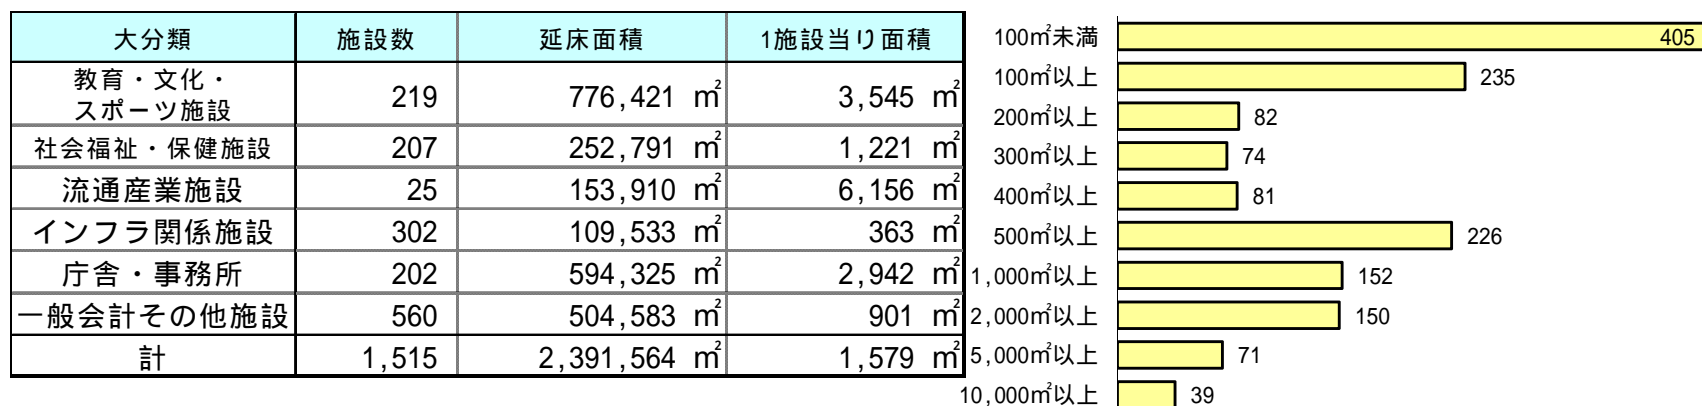 大分類 施設数 延床面積 1施設当り面積
教育・文化・
スポーツ施設 219 776,421 ㎡ 3,545 ㎡
社会福祉・保健施設 207 252,791 ㎡ 1,221 ㎡
流通産業施設 25 153,910 ㎡ 6,156 ㎡
インフラ関係施設 302 109,533 ㎡ 363 ㎡
庁舎・事務所 202 594,325 ㎡ 2,942 ㎡
一般会計その他施設 560 504,583 ㎡ 901 ㎡
計 1,515 2,391,564 ㎡ 1,579 ㎡
100㎡未満 405
100㎡以上 235
200㎡以上 82
300㎡以上 74
400㎡以上 81
500㎡以上 226
1,000㎡以上 152
2,000㎡以上 150
5,000㎡以上 71
10,000㎡以上 39